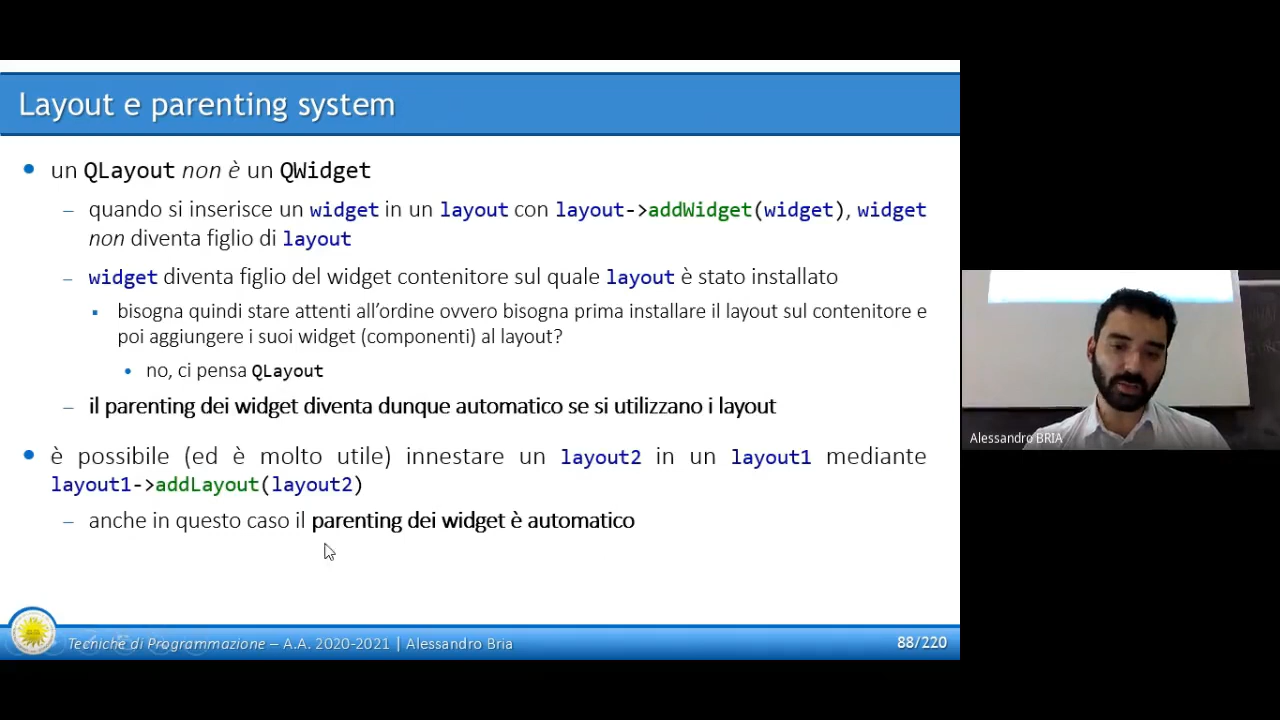 Layout e parenting system
un QLayout non è un QWidget
– quando si inserisce un widget in un layout con layout->addWidget(widget), widget
non diventa figlio di layout
– widget diventa figlio del widget contenitore sul quale layout è stato installato
bisogna quindi stare attenti all’ordine ovvero bisogna prima installare il layout sul contenitore e
poi aggiungere i suoi widget (componenti) al layout?
no, ci pensa QLayout
– il parenting dei widget diventa dunque automatico se si utilizzano i layout
è possibile (ed è molto utile) innestare un layout2 in un layout1 mediante
layout1->addLayout(layout2)
– anche in questo caso il parenting dei widget è automatico
Alessandro BRIA
Tecniche di Programmazione – A.A. 2020-2021 | Alessandro Bria
88/220